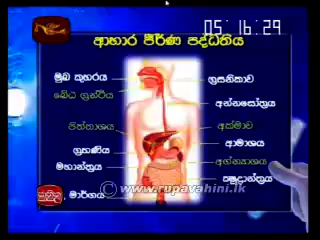 05:16:29
ආහාර ජීර්ණ පද්ධතිය
මුඛ කුහරය
ග්‍රසනිකාව
ඛේධ ග්‍රන්ථිය
අන්නස්‍රෝතය
පිත්තාශය
අක්මාව
ග්‍රහණිය
ආමාශය
මහාන්ත්‍රය
අග්න්‍යාශය
ක්‍ෂුද්‍රාන්ත්‍රය
මාර්ගය
©www.rupavahini.lk